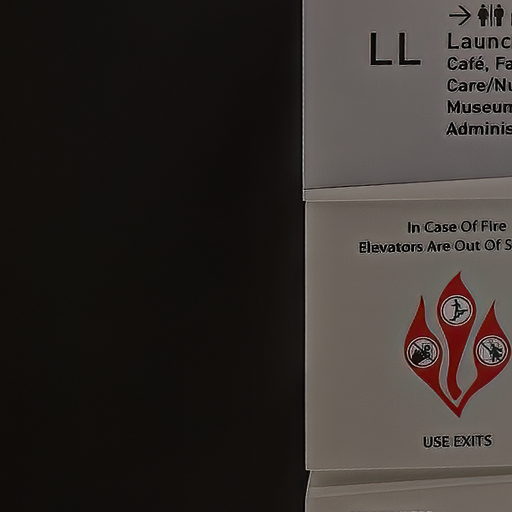 LL
Launc
Café, Fa
Care/Nu
Museum
Adminis
In Case Of Fire
Elevators Are Out Of S
USE EXITS